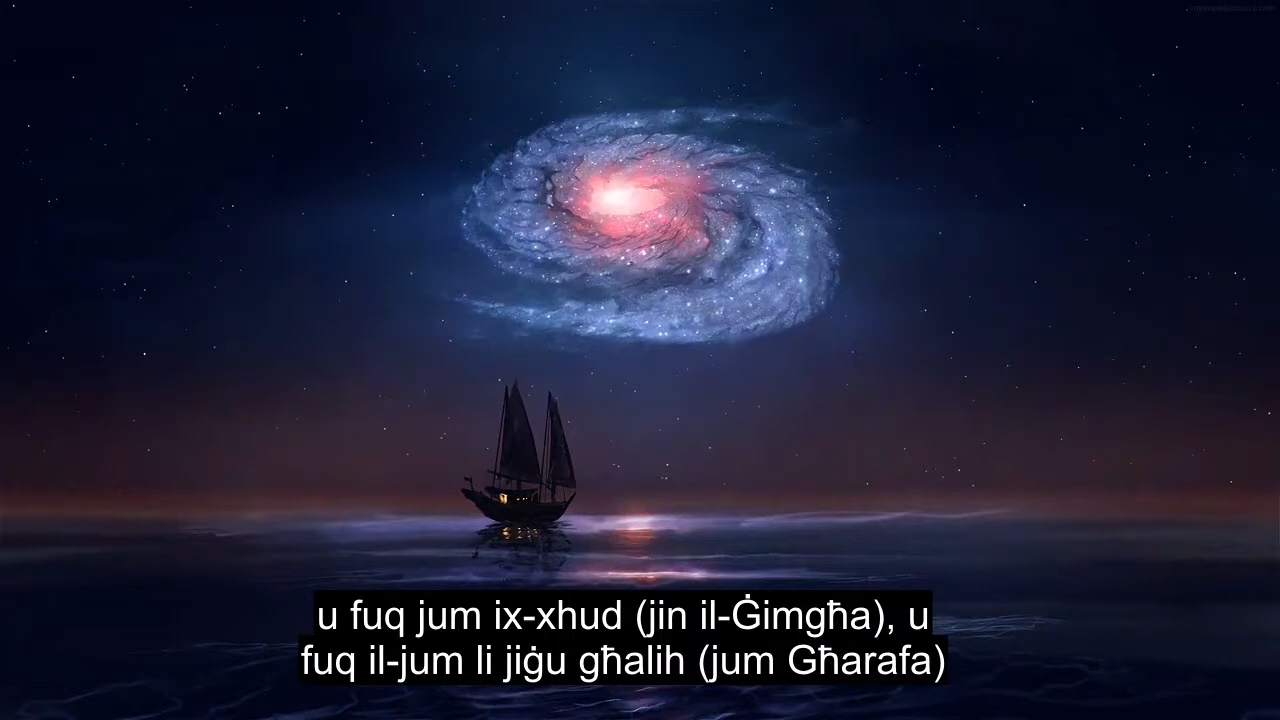 u fuq jum ix-xhud (jin il-Ġimgħa), u
fuq il-jum li jiġu għalih (jum Għarafa)